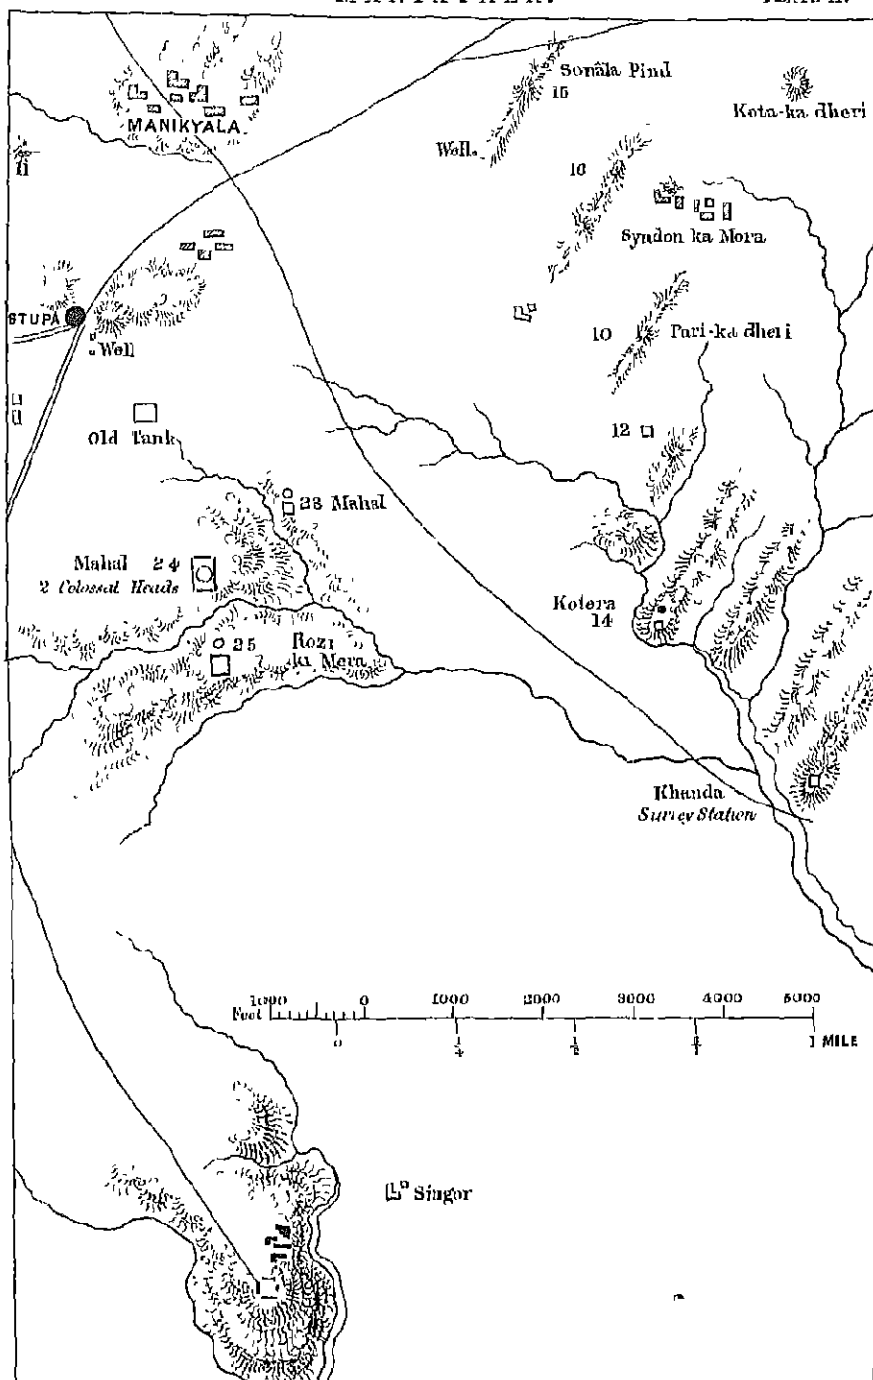 Sonâla Pind
15
Kota-ka dheri
MANIKYALA
Well
11
16
Syndon ka Mora
STUPA
Well
10
Pari-ka dheri
Old Tank
12
23 Mahal
Mahal 24
2 Colossal Heads
Kotera
14
25
Rozi
ki Mera
Khanda
Survey Station
1000 0 1000 2000 3000 4000 5000
Feet
0 ¼ ½ ¾ 1 MILE
Singor